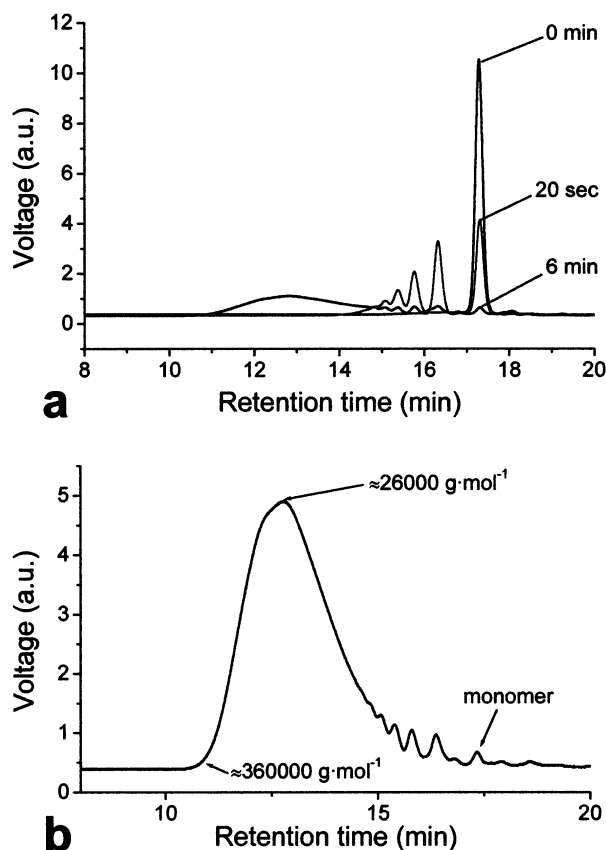 12
10
8
6
4
2
0
Voltage (a.u.)
0 min
20 sec
6 min
8 10 12 14 16 18 20
Retention time (min)
a
5
4
3
2
1
0
Voltage (a.u.)
≈26000 g·mol⁻¹
monomer
≈360000 g·mol⁻¹
10 15 20
Retention time (min)
b